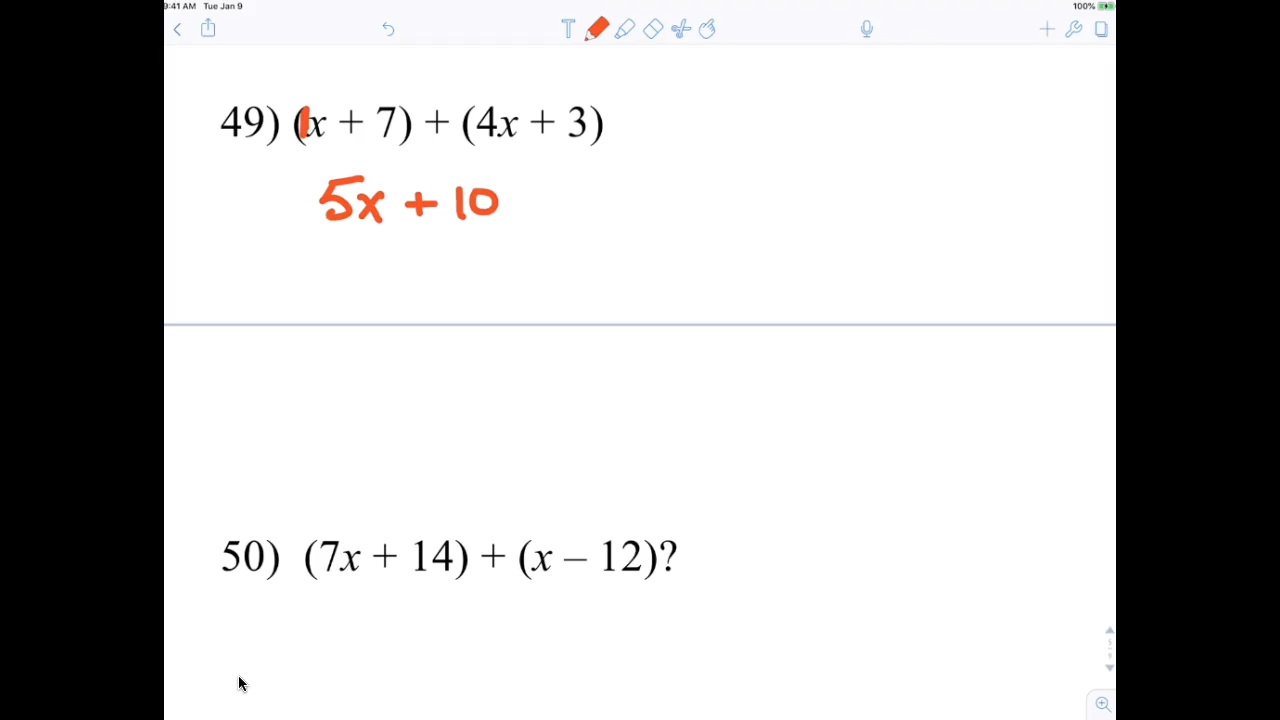 9:41 AM Tue Jan 9
100%
T
49) (1x + 7) + (4x + 3)
5x + 10
50) (7x + 14) + (x – 12)?